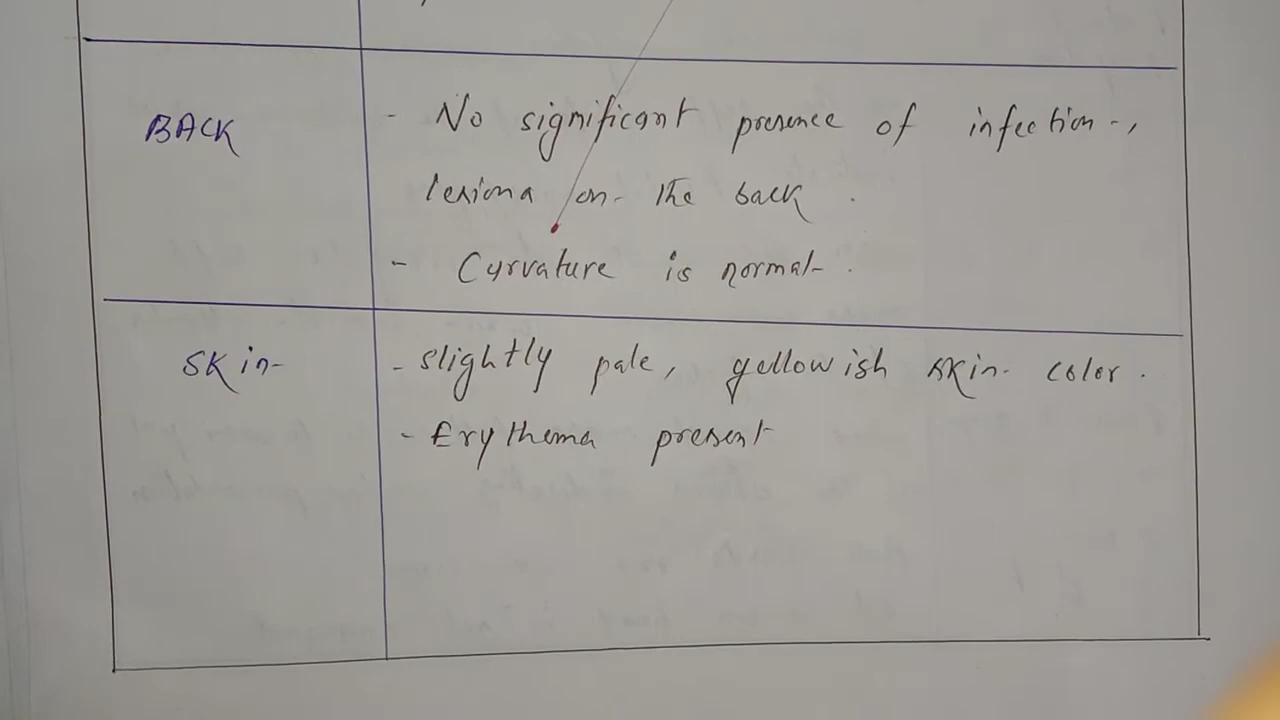 BACK
- No significant presence of infection,
lesions on the back.
- Curvature is normal.
Skin
- slightly pale, yellowish skin color.
- Erythema present